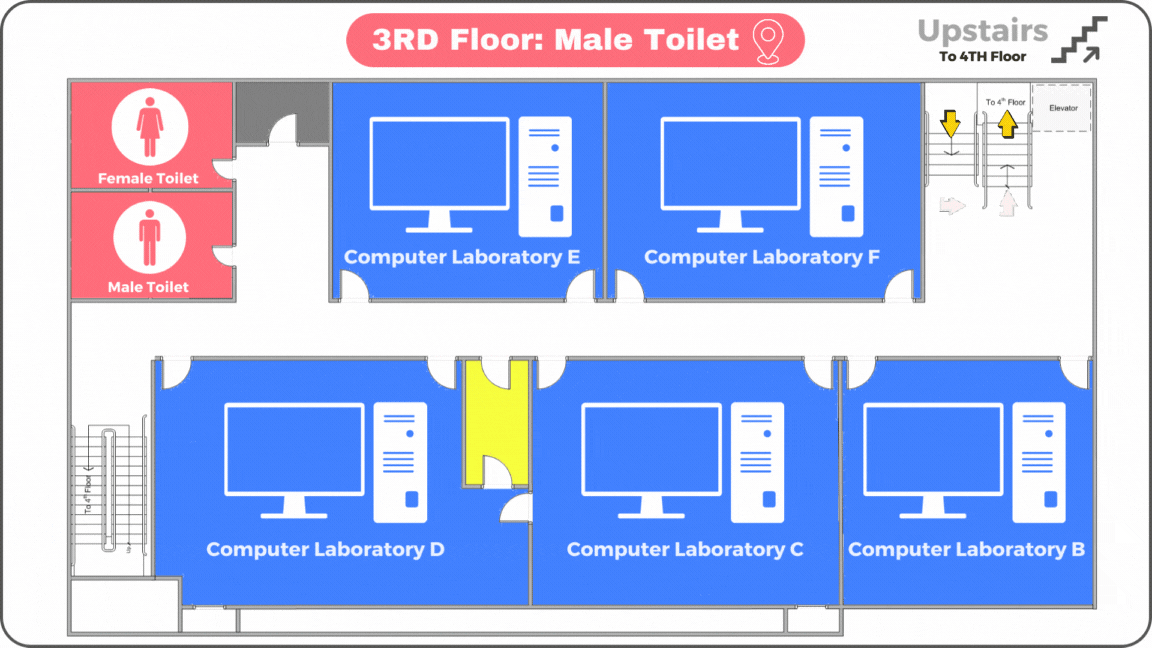 3RD Floor: Male Toilet
Upstairs
To 4TH Floor
To 4th Floor
Elevator
Female Toilet
Male Toilet
Computer Laboratory E
Computer Laboratory F
To 4th Floor
Up
Computer Laboratory D
Computer Laboratory C
Computer Laboratory B